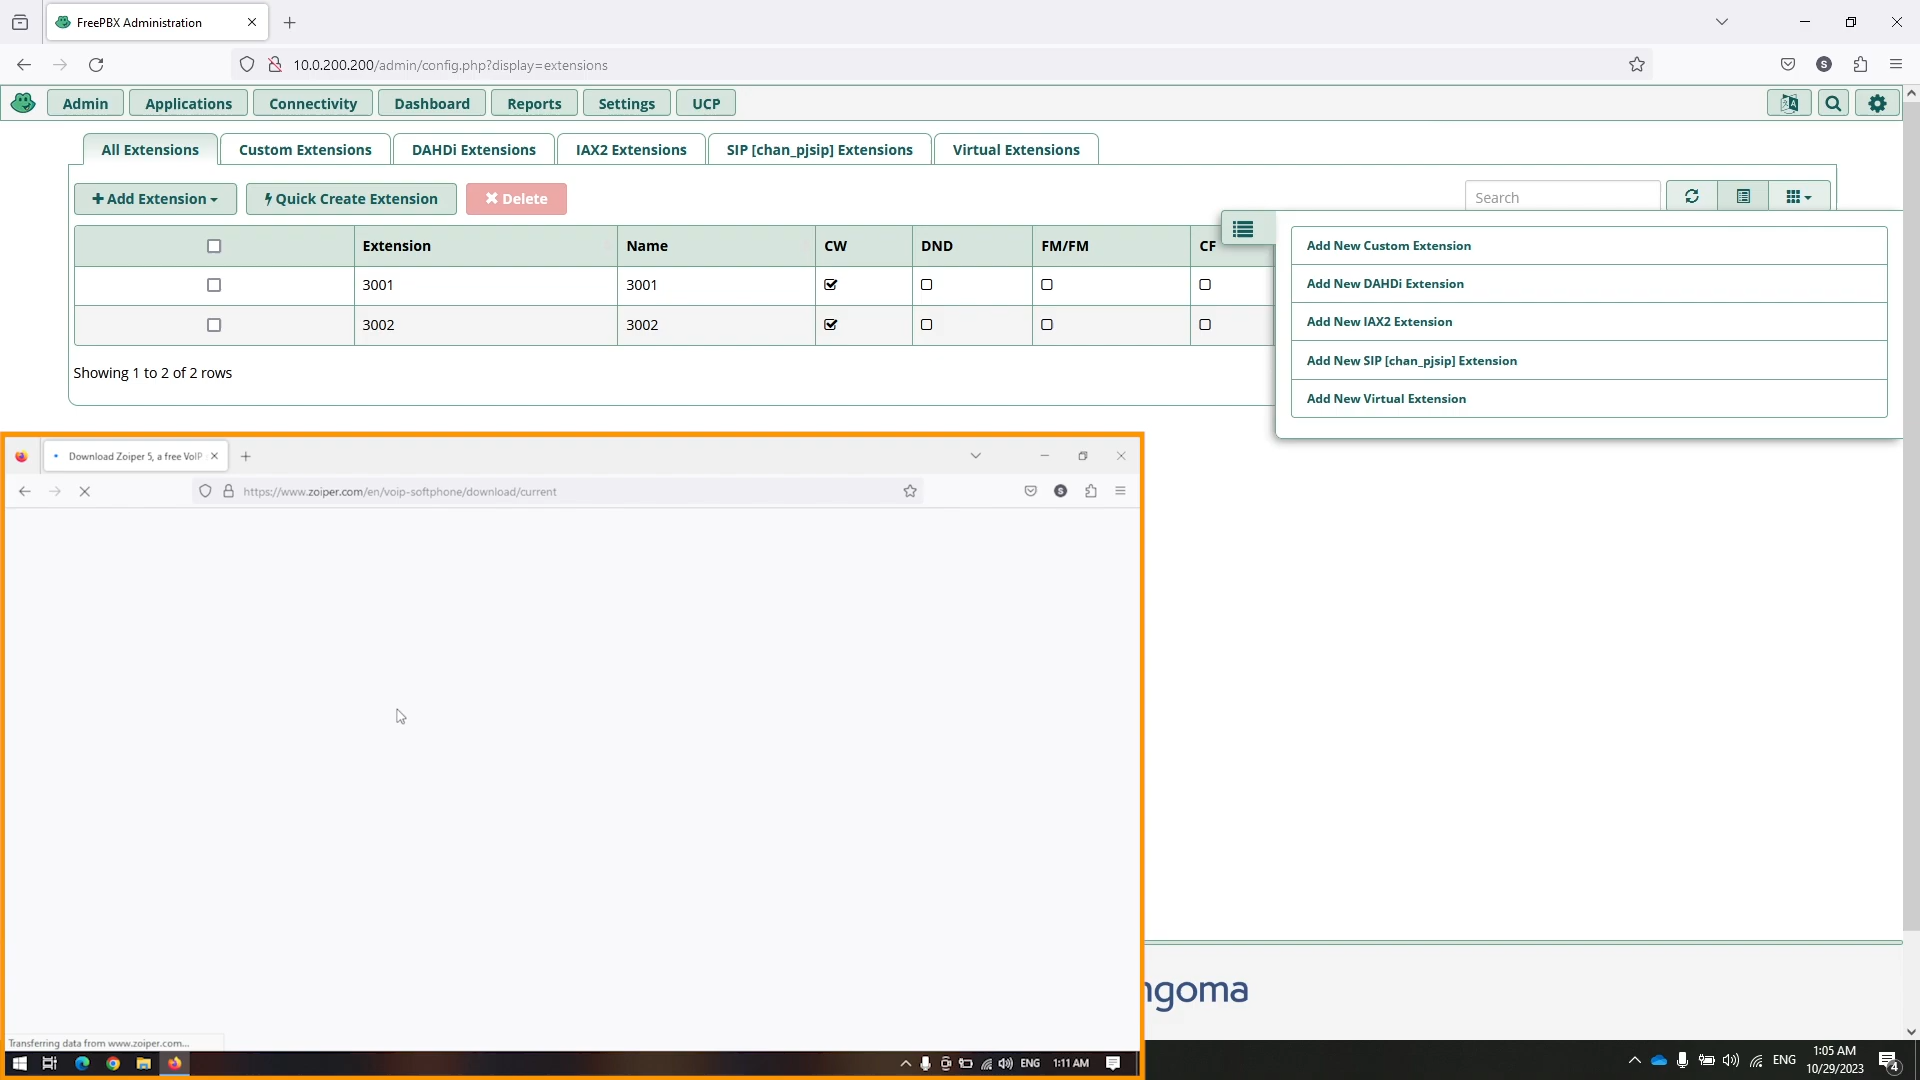 FreePBX Administration
10.0.200.200/admin/config.php?display=extensions
S
Admin
Applications
Connectivity
Dashboard
Reports
Settings
UCP
All Extensions
Custom Extensions
DAHDi Extensions
IAX2 Extensions
SIP [chan_pjsip] Extensions
Virtual Extensions
Add Extension
Quick Create Extension
Delete
Search
Extension
Name
CW
DND
FM/FM
CF
3001
3001
3002
3002
Showing 1 to 2 of 2 rows
Add New Custom Extension
Add New DAHDi Extension
Add New IAX2 Extension
Add New SIP [chan_pjsip] Extension
Add New Virtual Extension
Download Zoiper 5, a free VoIP
https://www.zoiper.com/en/voip-softphone/download/current
S
Transferring data from www.zoiper.com...
ENG
1:11 AM
ngoma
ENG
1:05 AM
10/29/2023
4